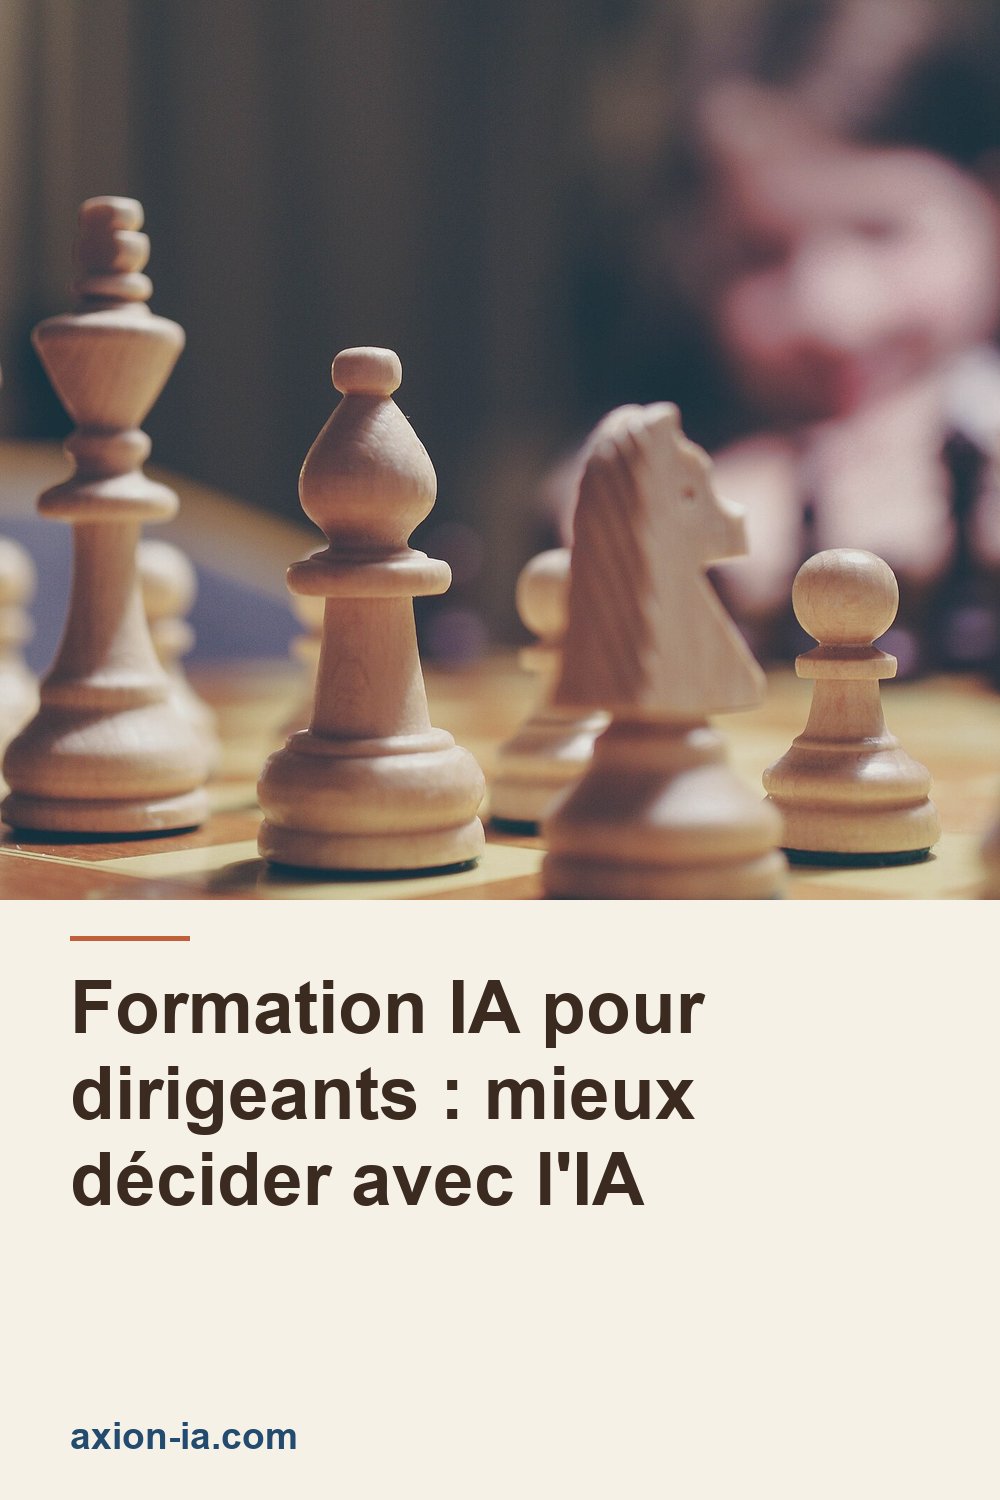 Formation IA pour
dirigeants : mieux
décider avec l'IA
axion-ia.com